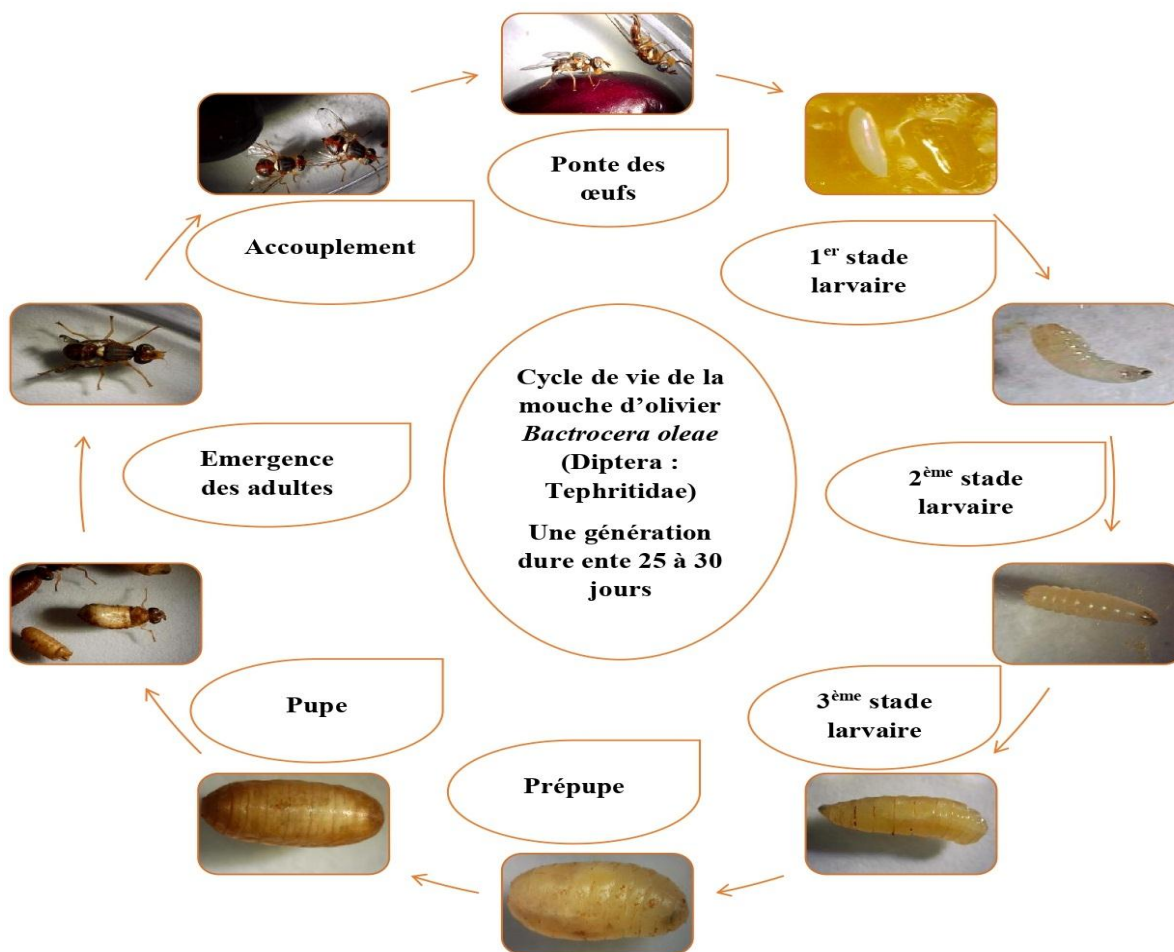 Ponte des
œufs
1er stade
larvaire
2ème stade
larvaire
3ème stade
larvaire
Prépupe
Pupe
Emergence
des adultes
Accouplement
Cycle de vie de la
mouche d’olivier
Bactrocera oleae
(Diptera :
Tephritidae)
Une génération
dure ente 25 à 30
jours